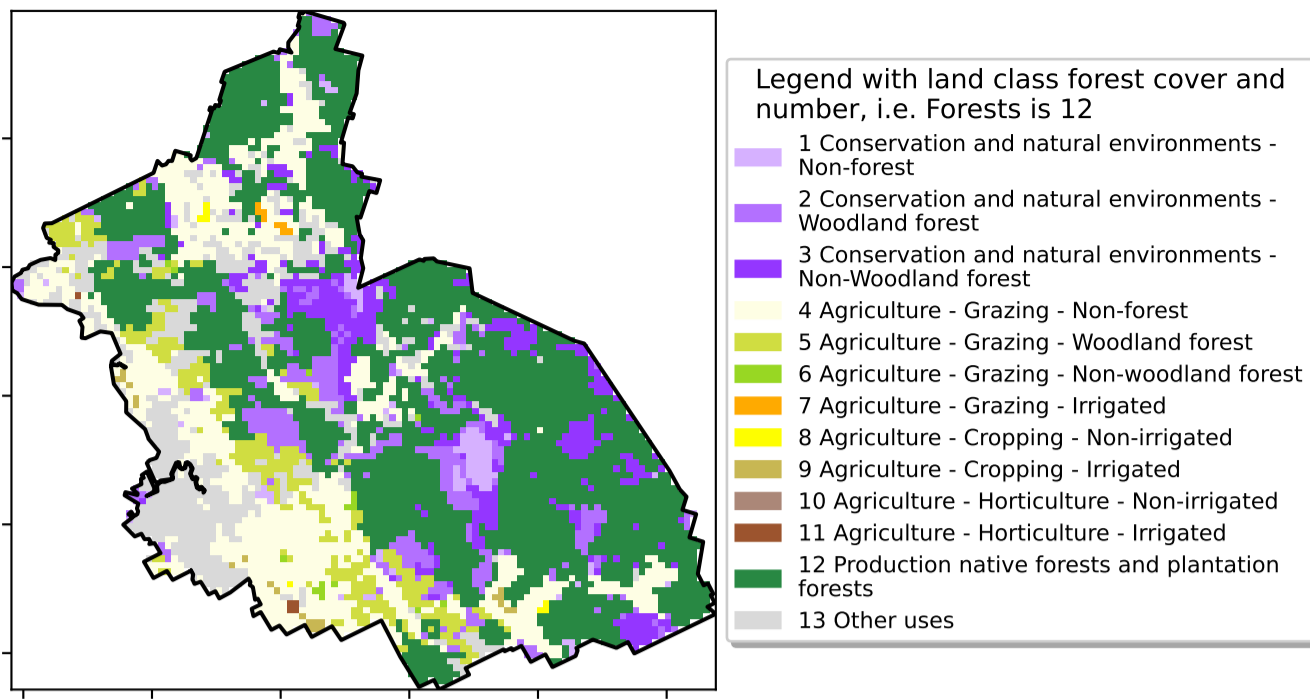 Legend with land class forest cover and
number, i.e. Forests is 12
1 Conservation and natural environments -
Non-forest
2 Conservation and natural environments -
Woodland forest
3 Conservation and natural environments -
Non-Woodland forest
4 Agriculture - Grazing - Non-forest
5 Agriculture - Grazing - Woodland forest
6 Agriculture - Grazing - Non-woodland forest
7 Agriculture - Grazing - Irrigated
8 Agriculture - Cropping - Non-irrigated
9 Agriculture - Cropping - Irrigated
10 Agriculture - Horticulture - Non-irrigated
11 Agriculture - Horticulture - Irrigated
12 Production native forests and plantation
forests
13 Other uses